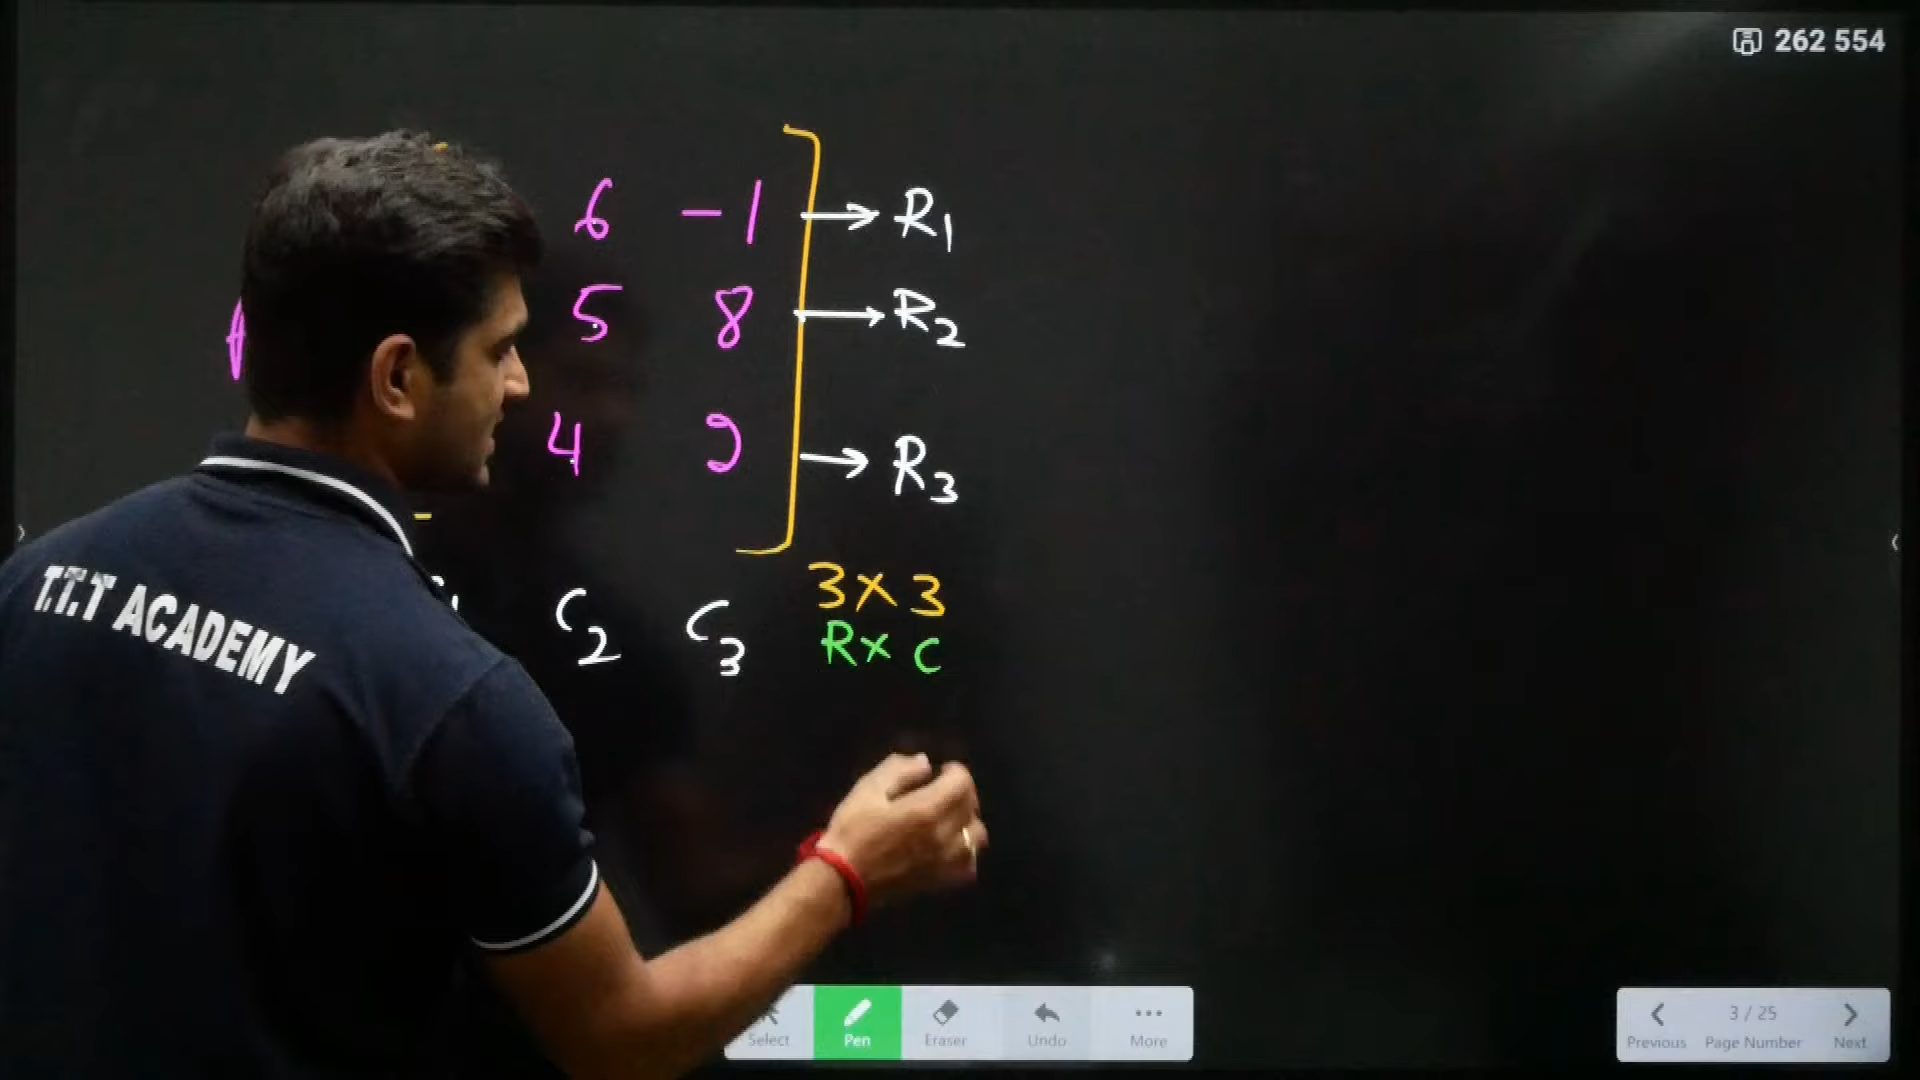 262 554
6 -1 → R1
5 8 → R2
4 9 → R3
C2 C3
3 x 3
R x C
T.T.T ACADEMY
Select Pen Eraser Undo More
3 / 25
Previous Page Number Next